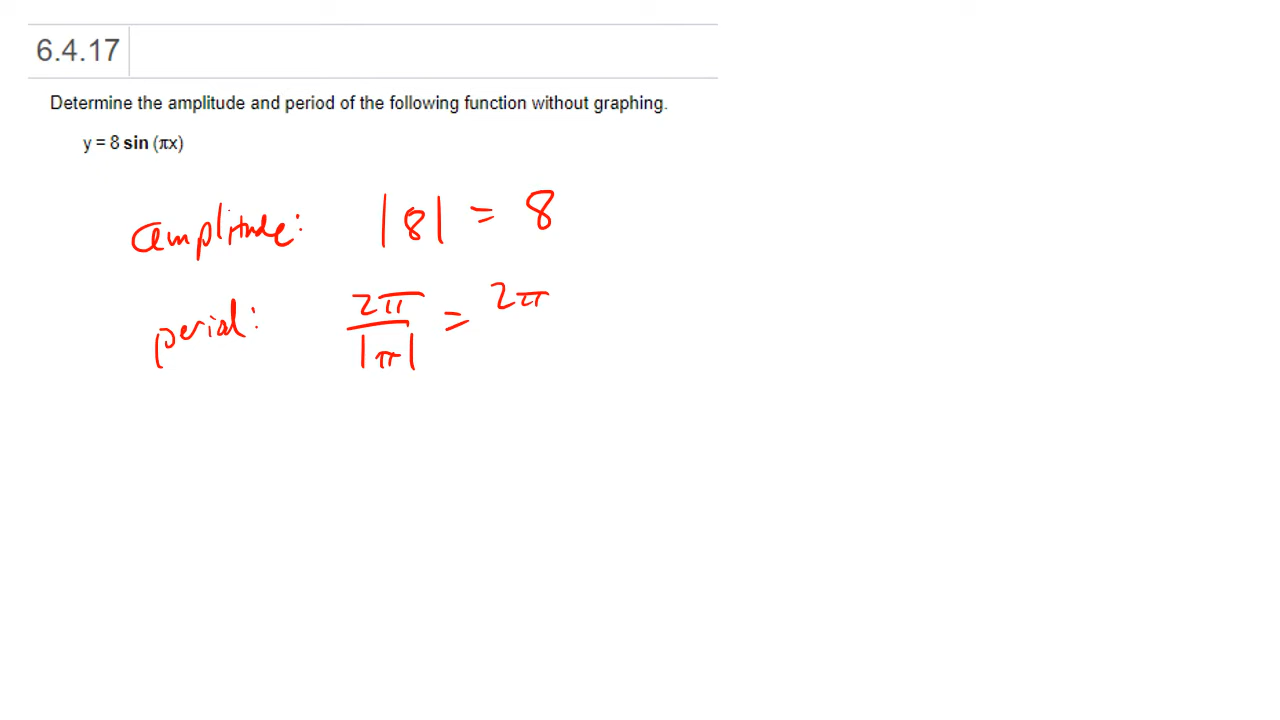 6.4.17
Determine the amplitude and period of the following function without graphing.
y = 8 sin (πx)
amplitude: |8| = 8
period: 2π/|π| = 2π